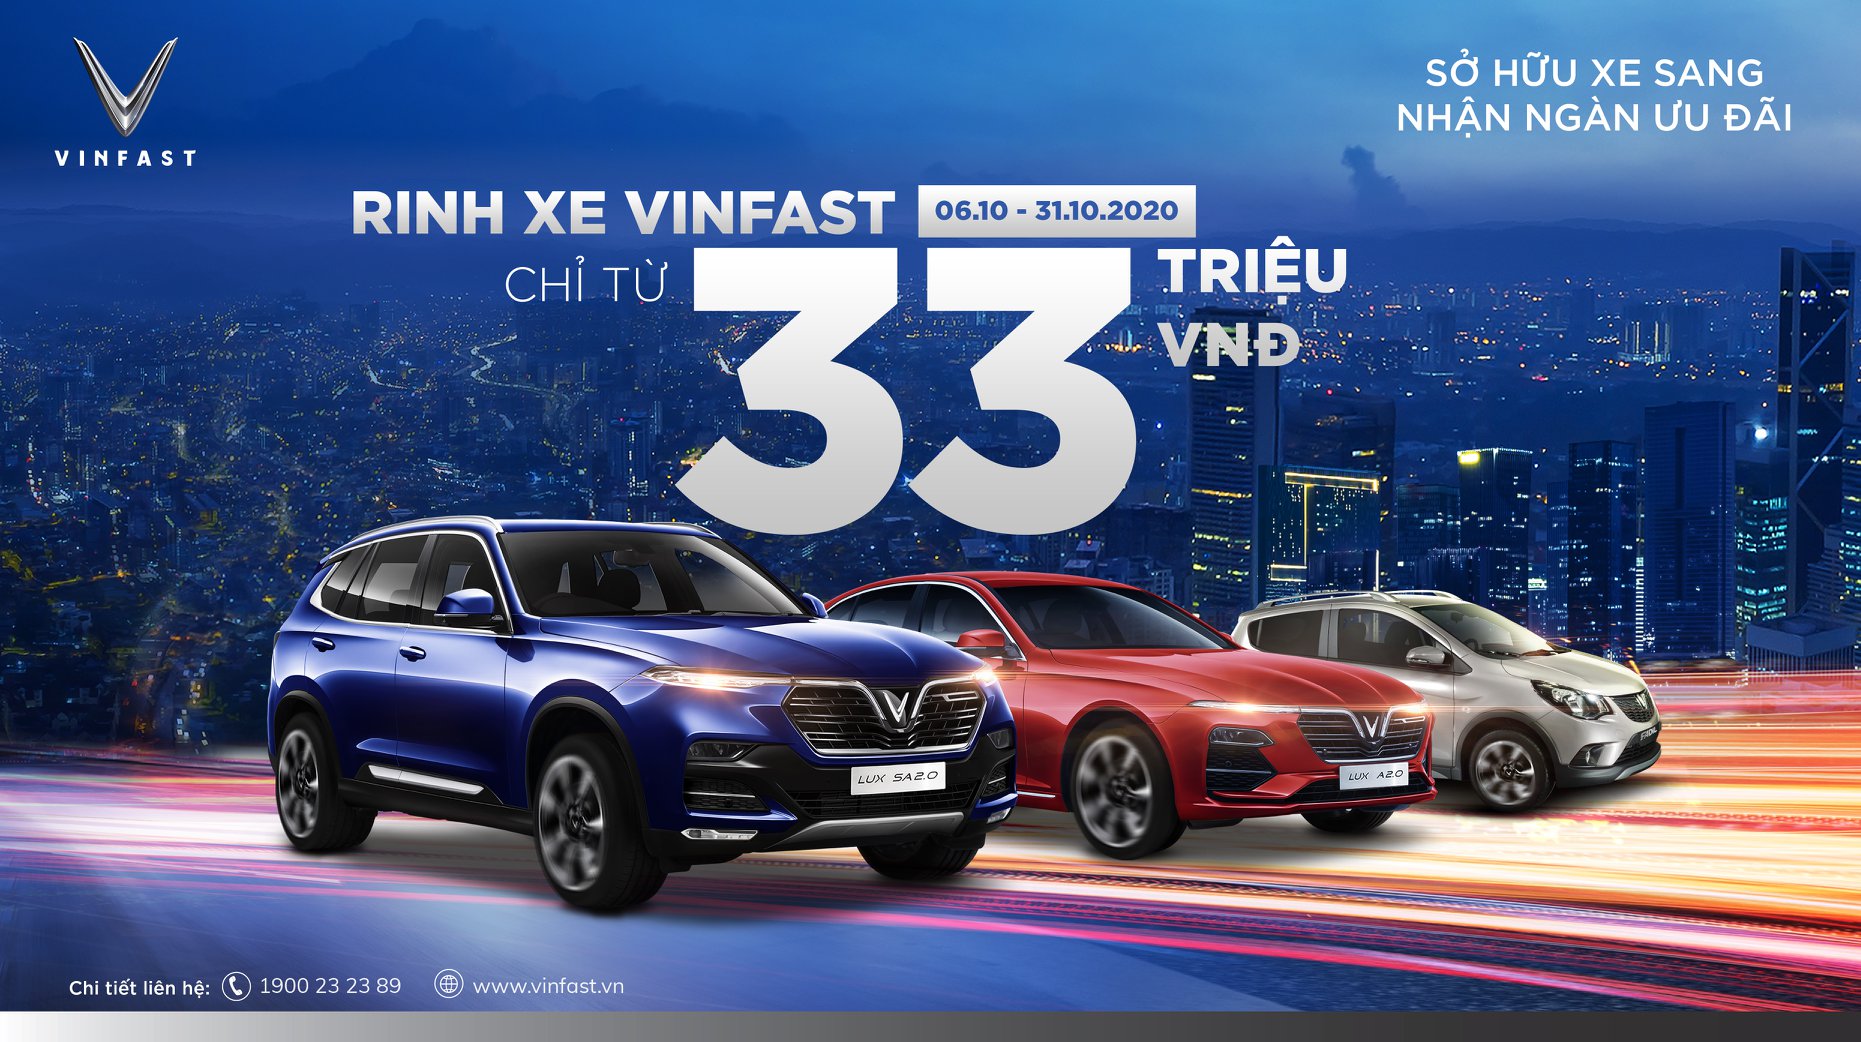 VINFAST
SỞ HỮU XE SANG
NHẬN NGÀN ƯU ĐÃI
RINH XE VINFAST 06.10 - 31.10.2020
CHỈ TỪ 33 TRIỆU
VNĐ
LUX SA2.0
LUX A2.0
FADIL
Chi tiết liên hệ: 1900 23 23 89 www.vinfast.vn